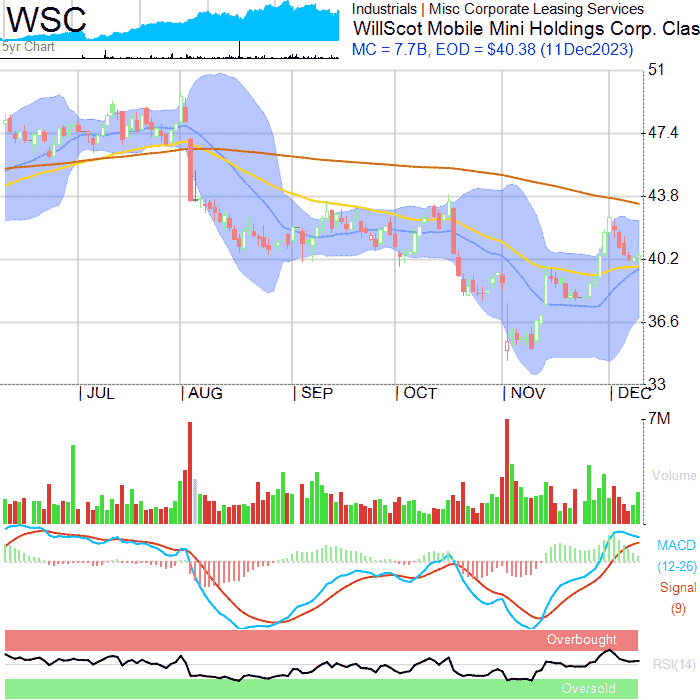 WSC
5yr Chart
Industrials | Misc Corporate Leasing Services
WillScot Mobile Mini Holdings Corp. Clas
MC = 7.7B, EOD = $40.38 (11Dec2023)
51
47.4
43.8
40.2
36.6
33
| JUL
| AUG
| SEP
| OCT
| NOV
| DEC
7M
Volume
MACD
(12-26)
Signal
(9)
Overbought
RSI(14)
Oversold